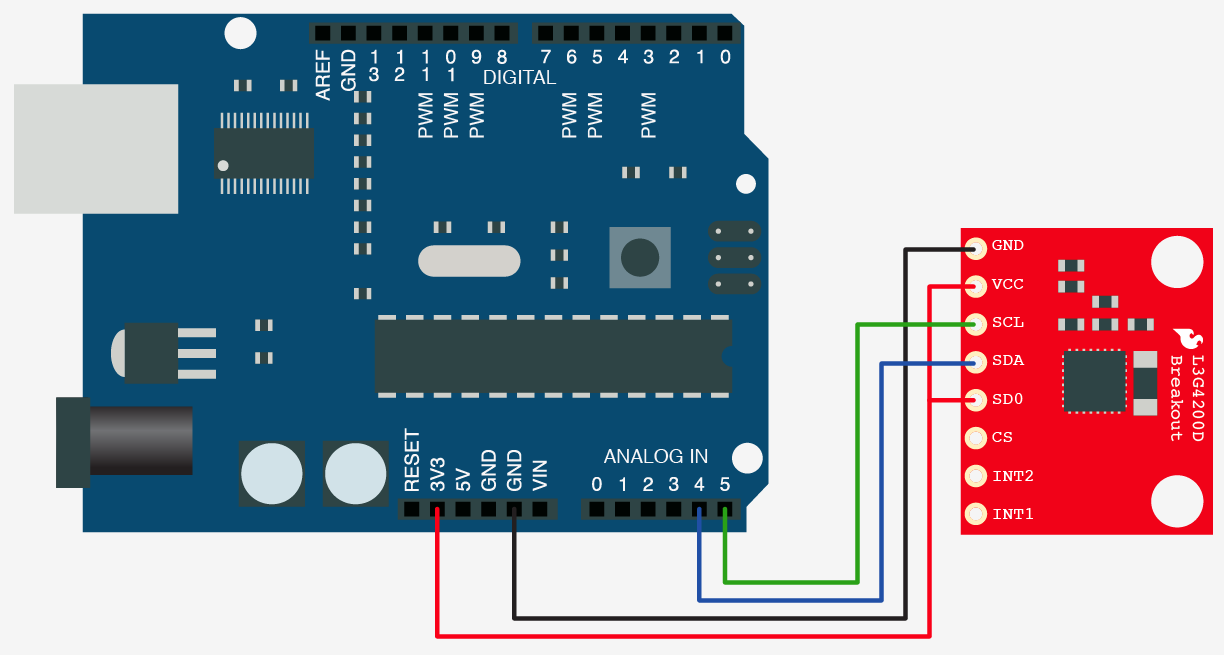 AREF GND 13 12 11 01 9 8 7 6 5 4 3 2 1 0
DIGITAL
PWM PWM PWM PWM PWM PWM
RESET 3V3 5V GND GND VIN
ANALOG IN
0 1 2 3 4 5
GND
VCC
SCL
SDA
SD0
CS
INT2
INT1
L3G4200D
Breakout